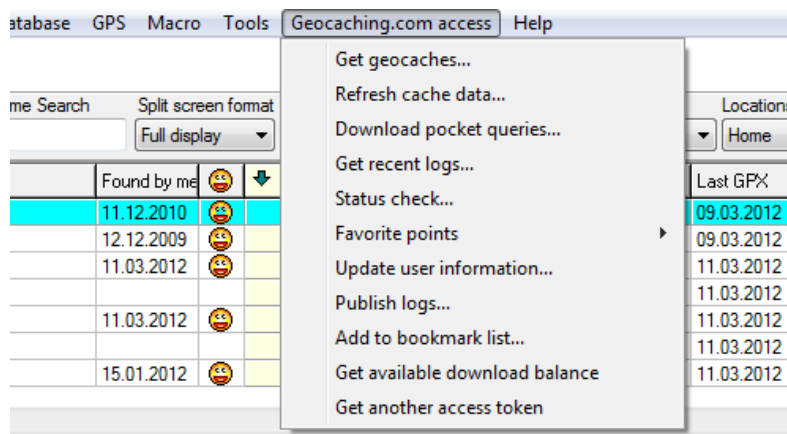 atabase GPS Macro Tools Geocaching.com access Help
Get geocaches...
me Search Split screen format Refresh cache data... Locations
Full display Download pocket queries... Home
Get recent logs...
Found by me Last GPX
Status check...
11.12.2010 09.03.2012
12.12.2009 Favorite points 09.03.2012
11.03.2012 Update user information... 11.03.2012
11.03.2012
Publish logs...
11.03.2012 11.03.2012
Add to bookmark list... 11.03.2012
15.01.2012 Get available download balance 11.03.2012
Get another access token